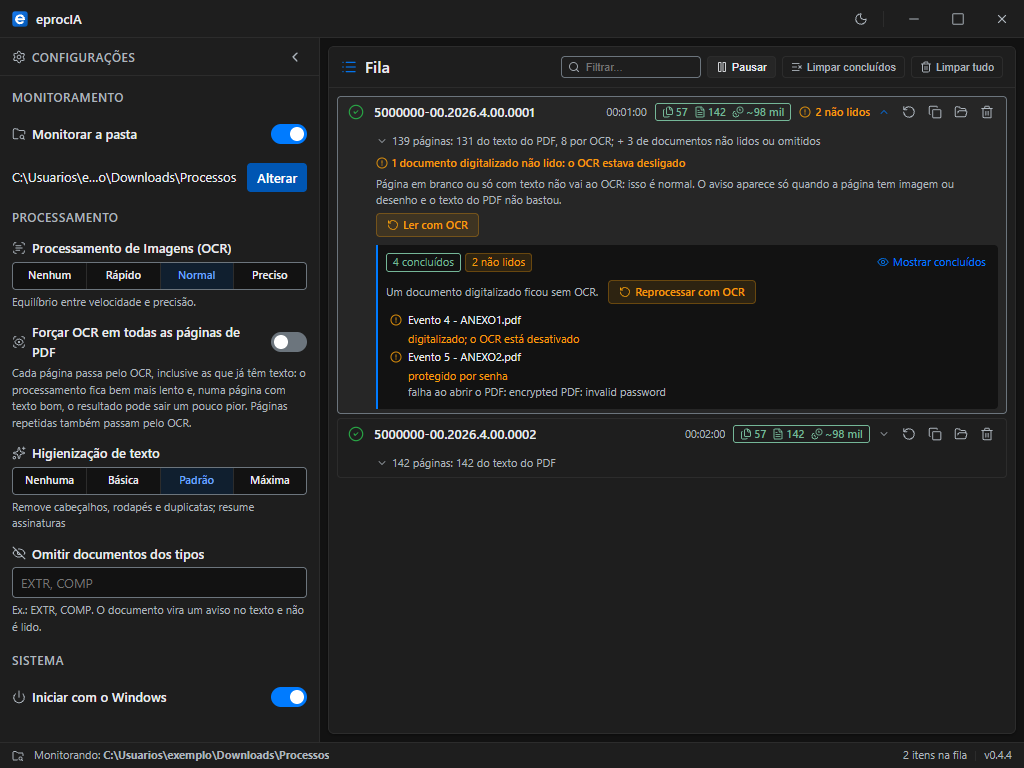 eprocIA
CONFIGURAÇÕES
MONITORAMENTO
Monitorar a pasta
C:\Usuarios\e...o\Downloads\Processos
Alterar
PROCESSAMENTO
Processamento de Imagens (OCR)
Nenhum Rápido Normal Preciso
Equilíbrio entre velocidade e precisão.
Forçar OCR em todas as páginas de
PDF
Cada página passa pelo OCR, inclusive as que já têm texto: o
processamento fica bem mais lento e, numa página com
texto bom, o resultado pode sair um pouco pior. Páginas
repetidas também passam pelo OCR.
Higienização de texto
Nenhuma Básica Padrão Máxima
Remove cabeçalhos, rodapés e duplicatas; resume
assinaturas
Omitir documentos dos tipos
EXTR, COMP
Ex.: EXTR, COMP. O documento vira um aviso no texto e não
é lido.
SISTEMA
Iniciar com o Windows
Fila
Filtrar...
Pausar
Limpar concluídos
Limpar tudo
5000000-00.2026.4.00.0001 00:01:00 57 142 ~98 mil 2 não lidos
139 páginas: 131 do texto do PDF, 8 por OCR; + 3 de documentos não lidos ou omitidos
1 documento digitalizado não lido: o OCR estava desligado
Página em branco ou só com texto não vai ao OCR: isso é normal. O aviso aparece só quando a página tem imagem ou
desenho e o texto do PDF não bastou.
Ler com OCR
4 concluídos 2 não lidos Mostrar concluídos
Um documento digitalizado ficou sem OCR. Reprocessar com OCR
Evento 4 - ANEXO1.pdf
digitalizado; o OCR está desativado
Evento 5 - ANEXO2.pdf
protegido por senha
falha ao abrir o PDF: encrypted PDF: invalid password
5000000-00.2026.4.00.0002 00:02:00 57 142 ~98 mil
142 páginas: 142 do texto do PDF
Monitorando: C:\Usuarios\exemplo\Downloads\Processos
2 itens na fila v0.4.4